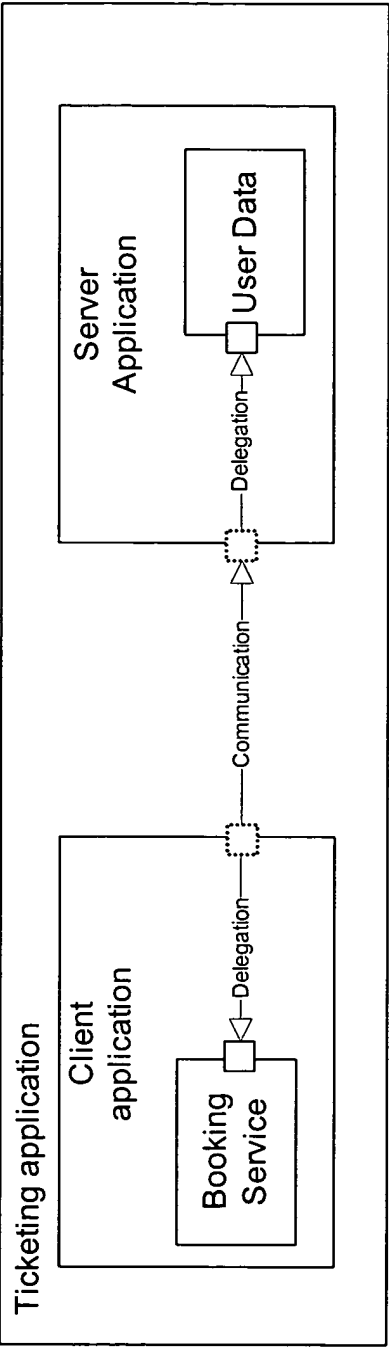 Ticketing application
Client
application
Booking
Service
Delegation
Communication
Server
Application
Delegation
User Data